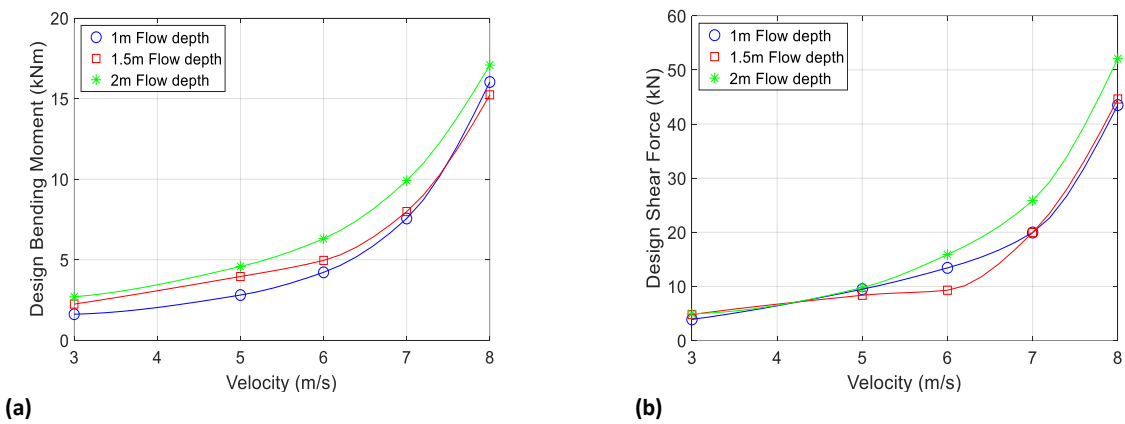 20
15
10
5
0
Design Bending Moment (kNm)
1m Flow depth
1.5m Flow depth
2m Flow depth
3 4 5 6 7 8
Velocity (m/s)
(a)
60
50
40
30
20
10
0
Design Shear Force (kN)
1m Flow depth
1.5m Flow depth
2m Flow depth
3 4 5 6 7 8
Velocity (m/s)
(b)